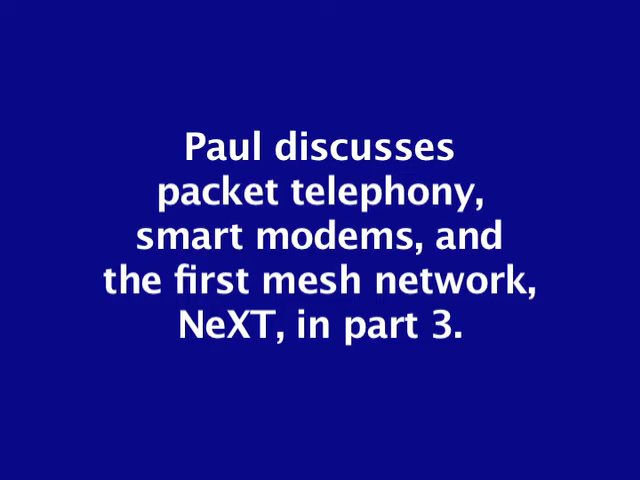 Paul discusses
packet telephony,
smart modems, and
the first mesh network,
NeXT, in part 3.